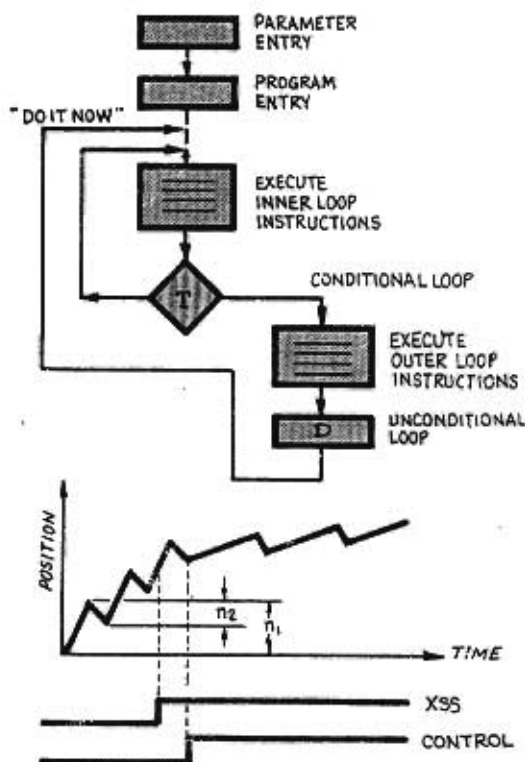 PARAMETER
ENTRY
PROGRAM
ENTRY
"DO IT NOW"
EXECUTE
INNER LOOP
INSTRUCTIONS
T
CONDITIONAL LOOP
EXECUTE
OUTER LOOP
INSTRUCTIONS
D
UNCONDITIONAL
LOOP
POSITION
n2
n1
TIME
XSS
CONTROL